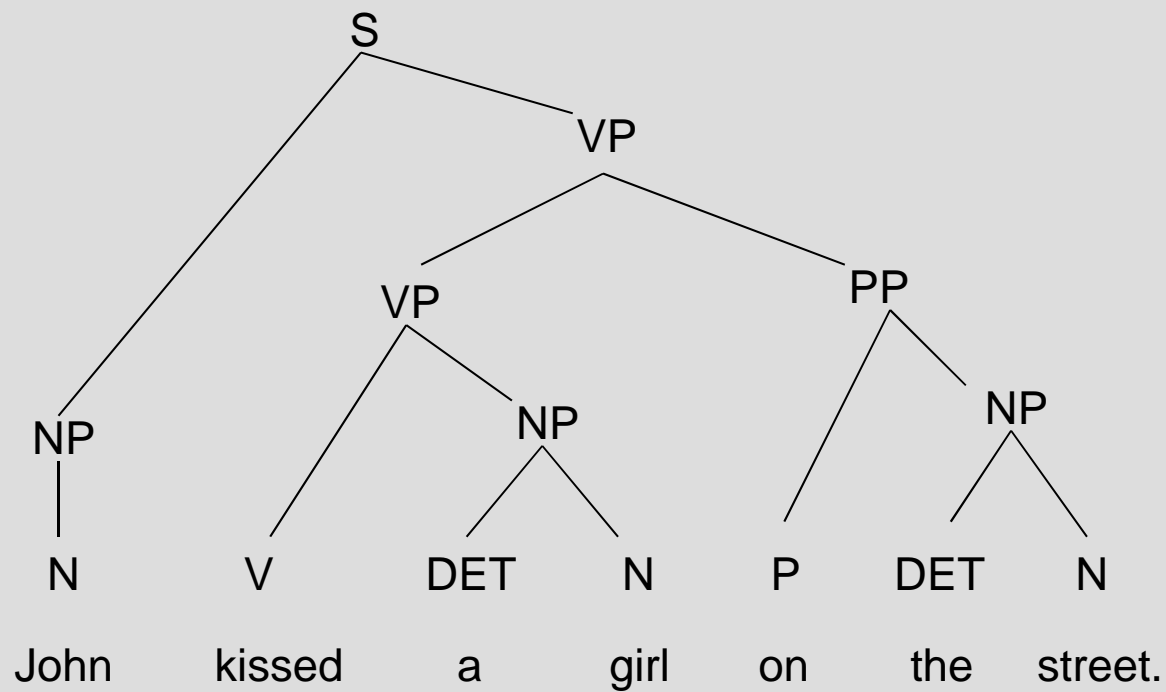 S
VP
VP PP
NP NP NP
N V DET N P DET N
John kissed a girl on the street.